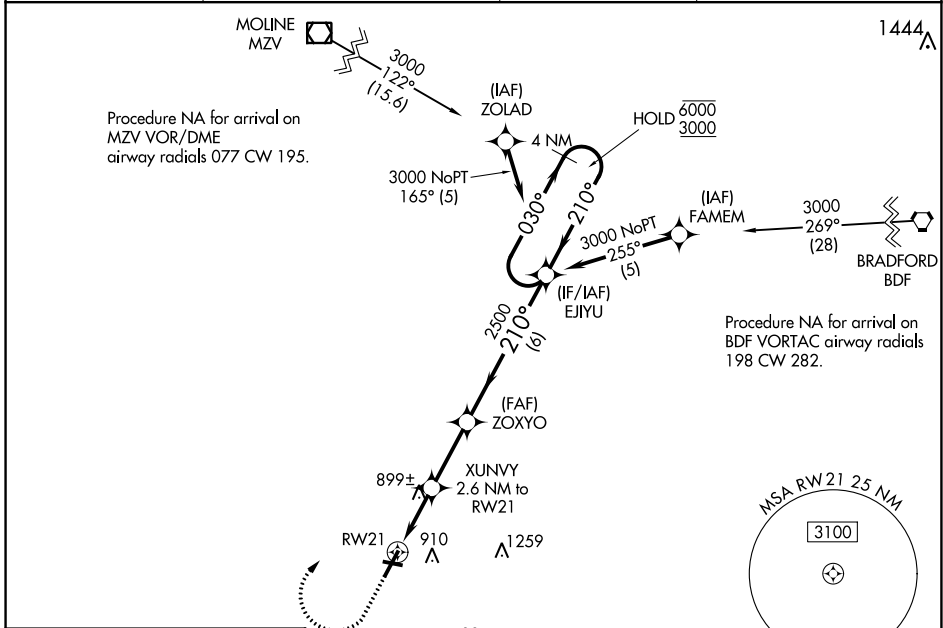 MOLINE
MZV
3000
122°
(15.6)
1444
Procedure NA for arrival on
MZV VOR/DME
airway radials 077 CW 195.
(IAF)
ZOLAD
4 NM
HOLD 6000
3000
3000 NoPT
165° (5)
030°
210°
(IAF)
FAMEM
3000 NoPT
255°
(5)
3000
269°
(28)
BRADFORD
BDF
(IF/IAF)
EJIYU
2500
210°
(6)
Procedure NA for arrival on
BDF VORTAC airway radials
198 CW 282.
(FAF)
ZOXYO
899±
XUNVY
2.6 NM to
RW21
RW21
910
1259
MSA RW21 25 NM
3100